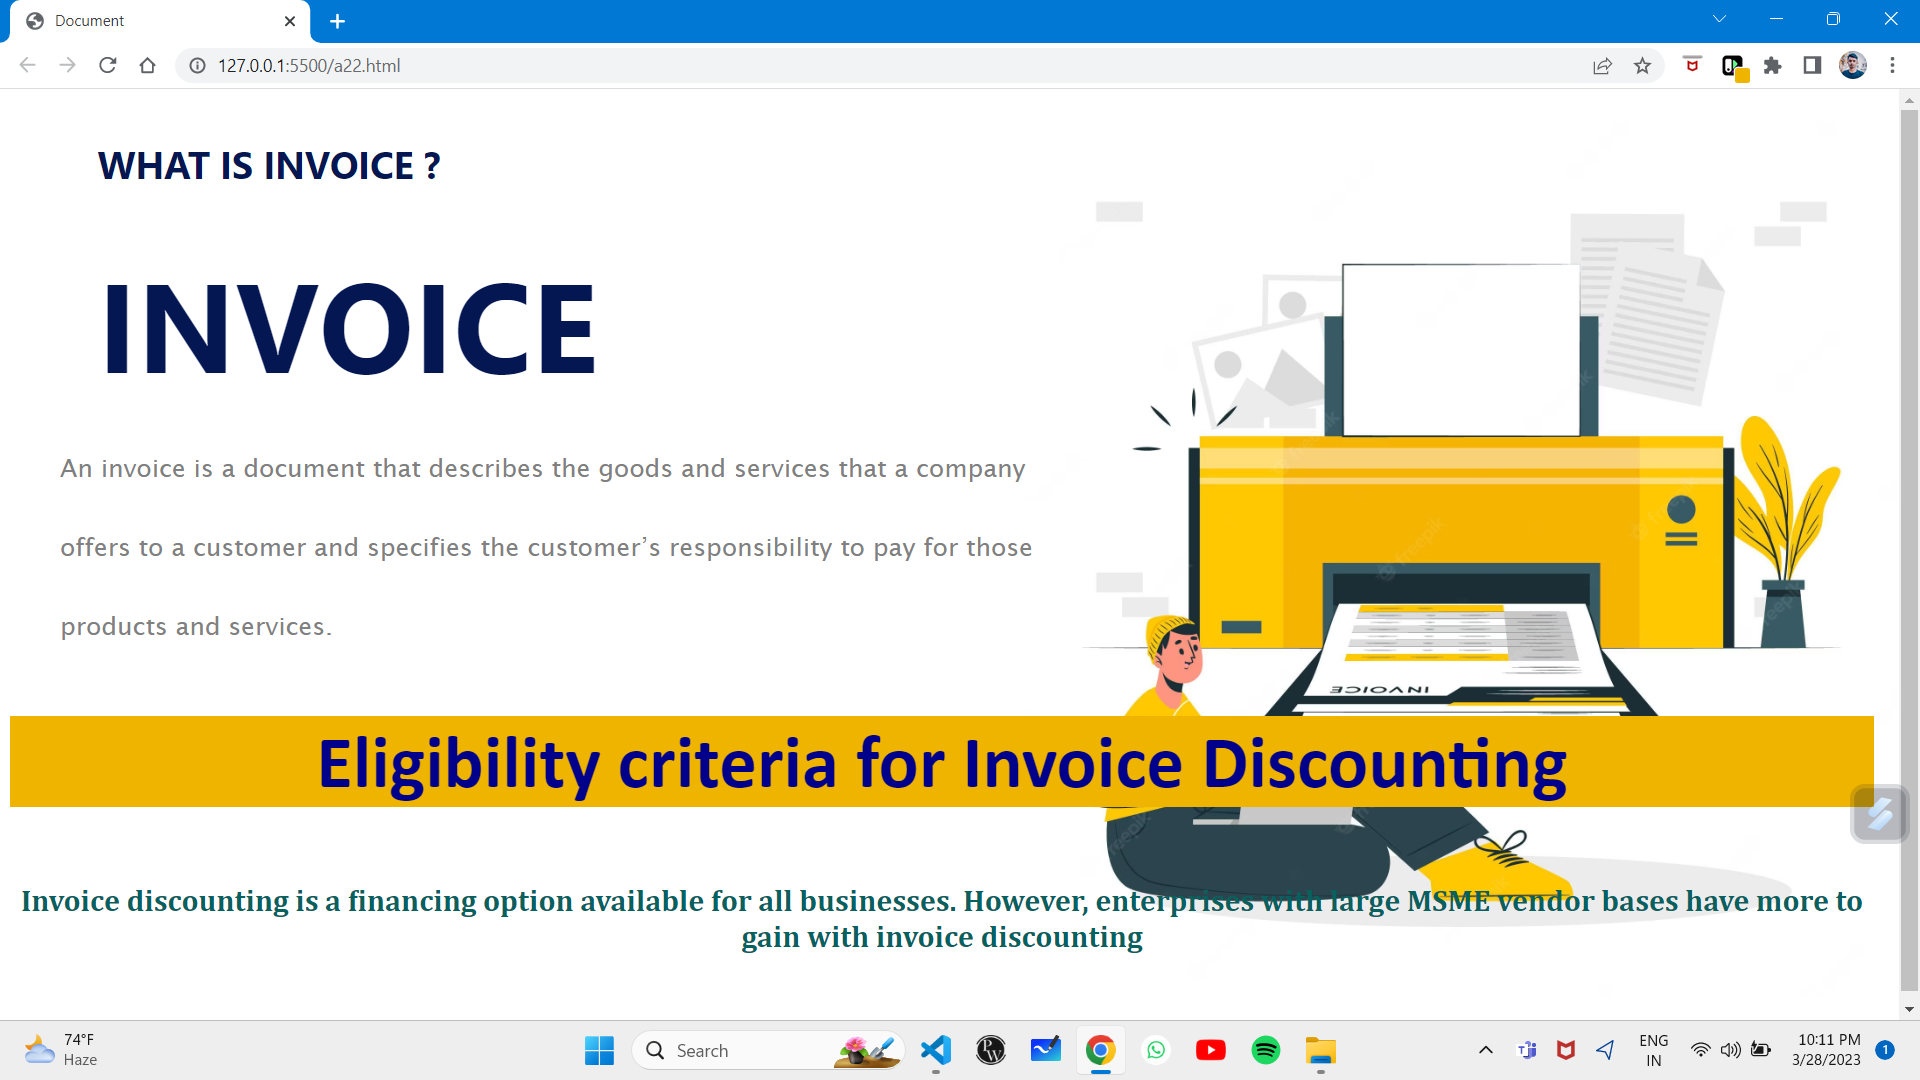 Document
127.0.0.1:5500/a22.html
WHAT IS INVOICE ?
INVOICE
An invoice is a document that describes the goods and services that a company
offers to a customer and specifies the customer’s responsibility to pay for those
products and services.
INVOICE
Eligibility criteria for Invoice Discounting
Invoice discounting is a financing option available for all businesses. However, enterprises with large MSME vendor bases have more to
gain with invoice discounting
74°F
Haze
Search
PW
ENG
IN
10:11 PM
3/28/2023
1